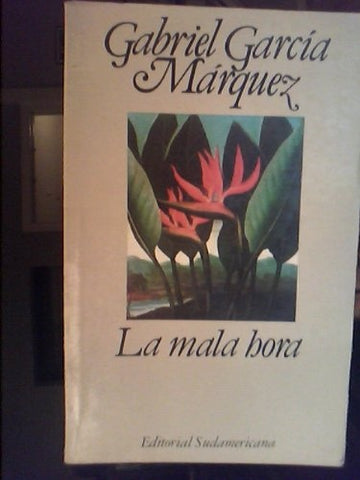 Gabriel García
Márquez
La mala hora
Editorial Sudamericana